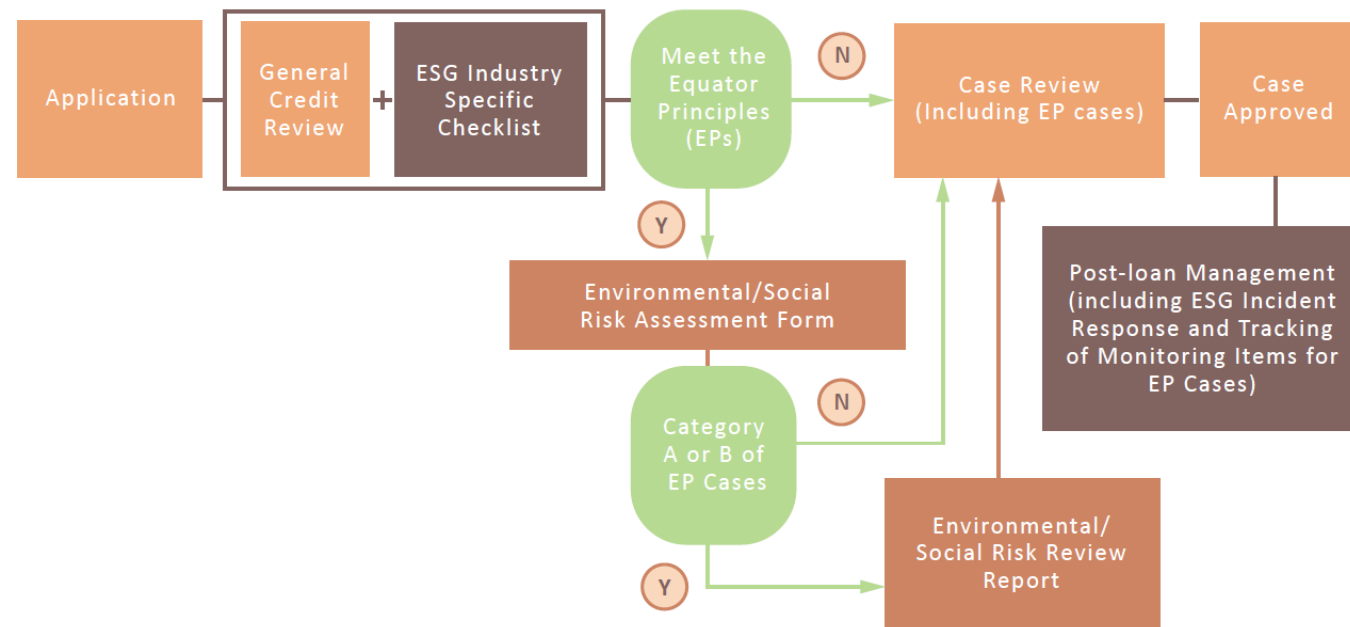 Application
General
Credit
Review
+
ESG Industry
Specific
Checklist
Meet the
Equator
Principles
(EPs)
N
Case Review
(Including EP cases)
Case
Approved
Y
Environmental/Social
Risk Assessment Form
Post-loan Management
(including ESG Incident
Response and Tracking
of Monitoring Items for
EP Cases)
Category
A or B of
EP Cases
N
Y
Environmental/
Social Risk Review
Report